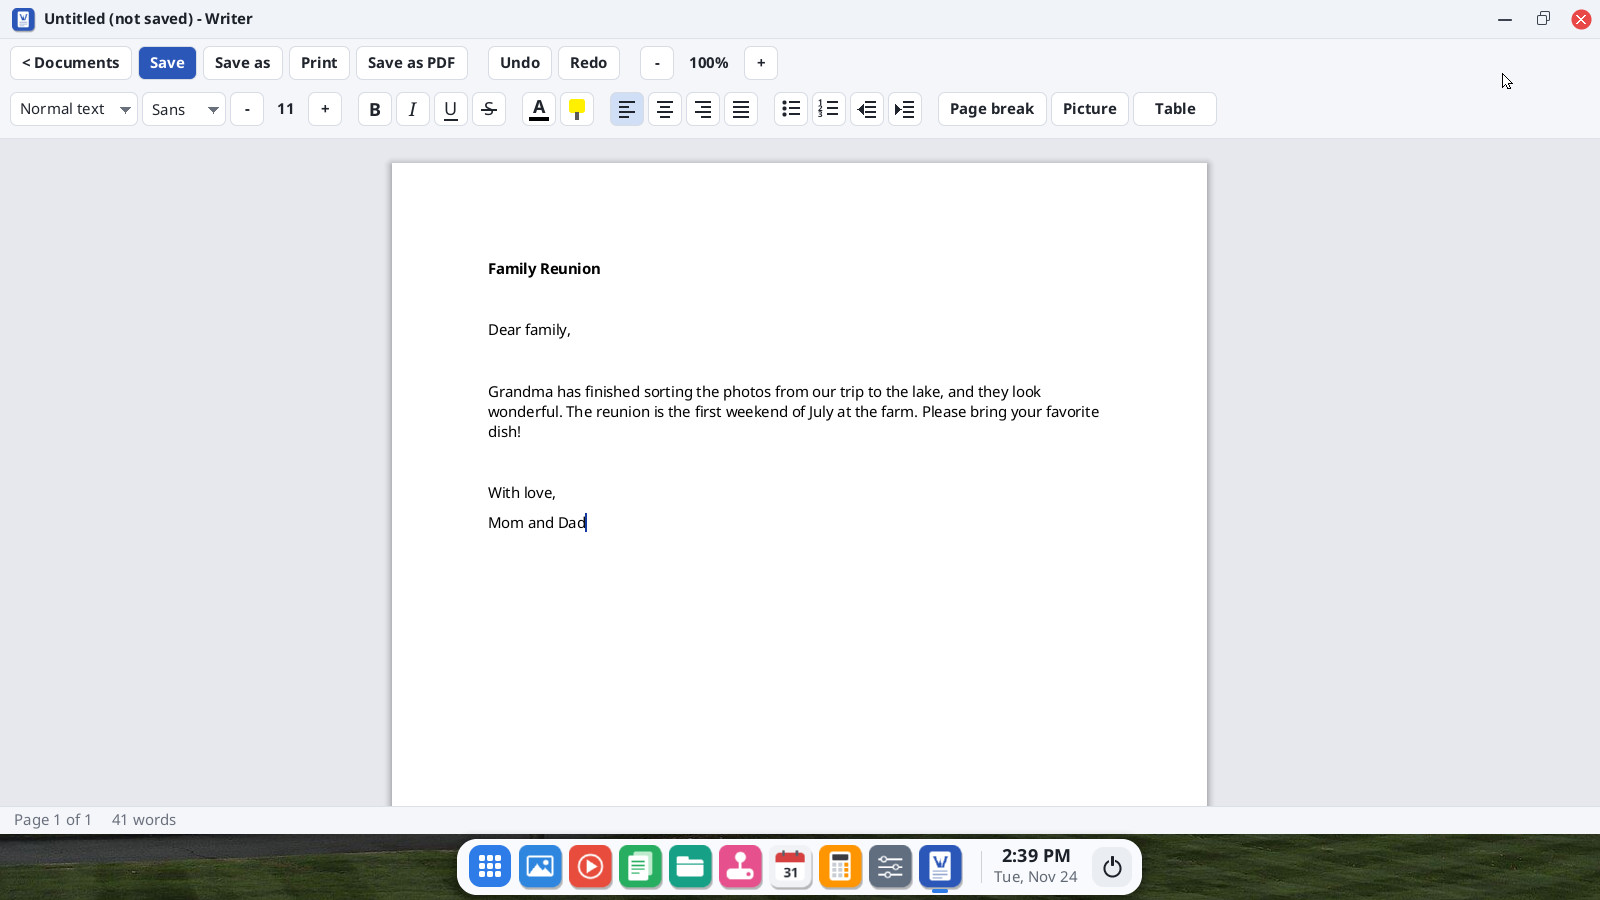 Untitled (not saved) - Writer
< Documents Save Save as Print Save as PDF Undo Redo - 100% +
Normal text Sans - 11 + B I U S A 1 2 3 Page break Picture Table
Family Reunion
Dear family,
Grandma has finished sorting the photos from our trip to the lake, and they look
wonderful. The reunion is the first weekend of July at the farm. Please bring your favorite
dish!
With love,
Mom and Dad
Page 1 of 1 41 words
31 W 2:39 PM
Tue, Nov 24